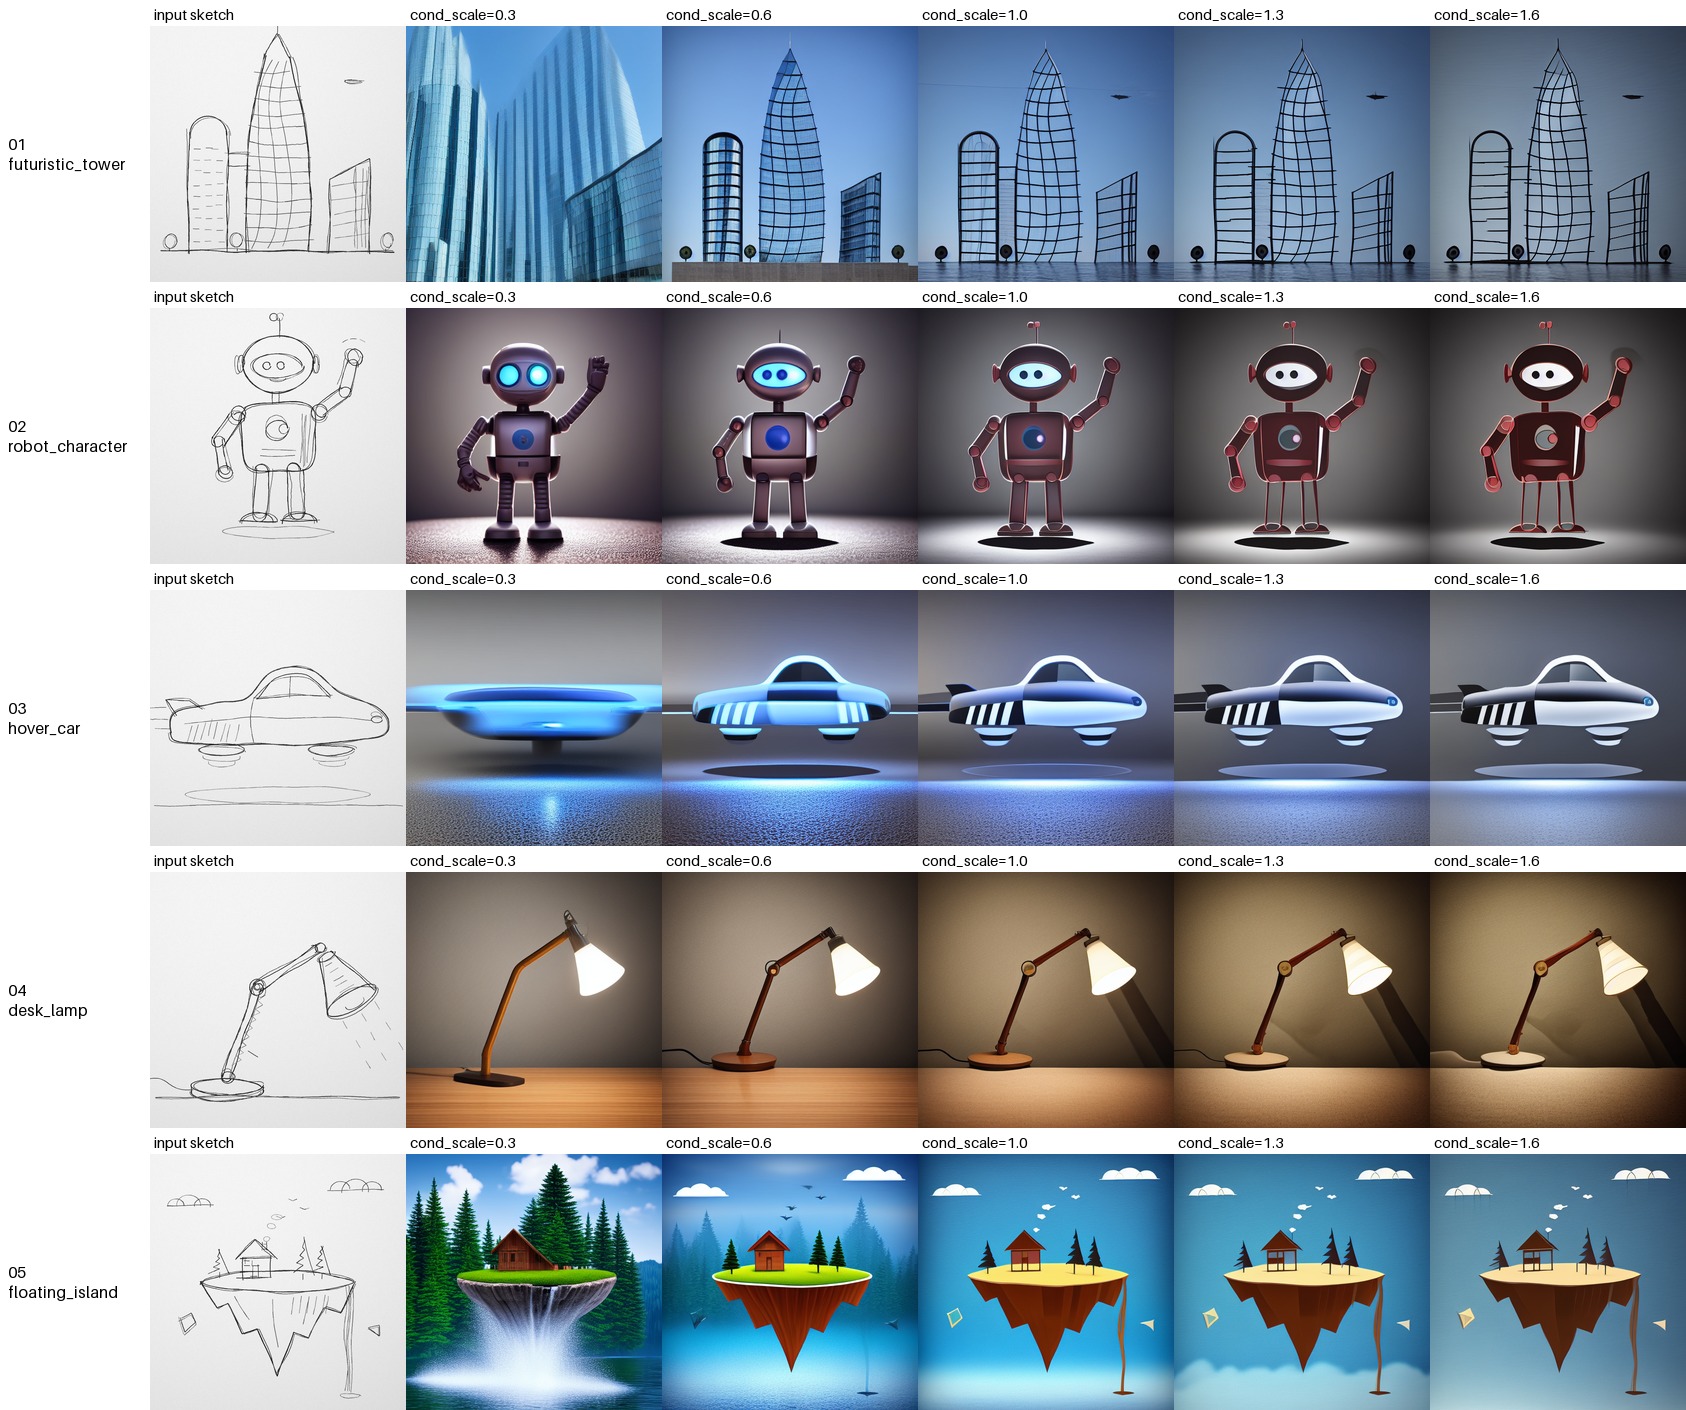 input sketch cond_scale=0.3 cond_scale=0.6 cond_scale=1.0 cond_scale=1.3 cond_scale=1.6
01
futuristic_tower
input sketch cond_scale=0.3 cond_scale=0.6 cond_scale=1.0 cond_scale=1.3 cond_scale=1.6
02
robot_character
input sketch cond_scale=0.3 cond_scale=0.6 cond_scale=1.0 cond_scale=1.3 cond_scale=1.6
03
hover_car
input sketch cond_scale=0.3 cond_scale=0.6 cond_scale=1.0 cond_scale=1.3 cond_scale=1.6
04
desk_lamp
input sketch cond_scale=0.3 cond_scale=0.6 cond_scale=1.0 cond_scale=1.3 cond_scale=1.6
05
floating_island